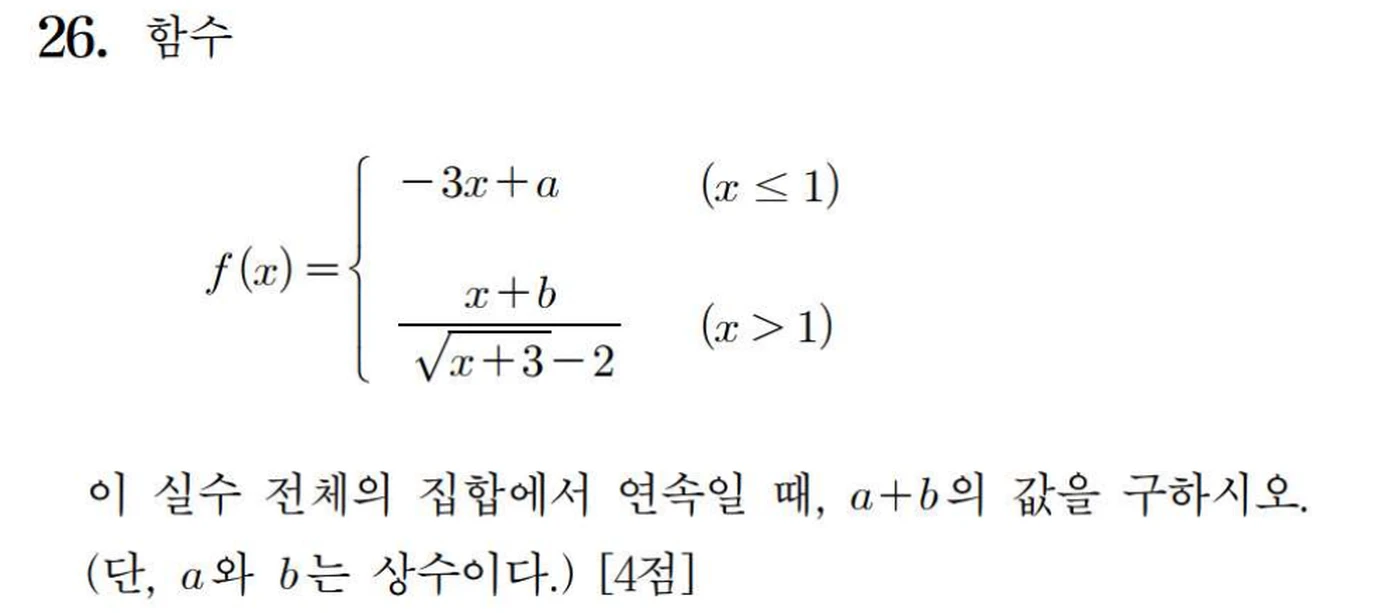 26. 함수
f(x) = { -3x+a (x ≤ 1)
x+b / √(x+3) - 2 (x > 1)
이 실수 전체의 집합에서 연속일 때, a+b의 값을 구하시오.
(단, a와 b는 상수이다.) [4점]